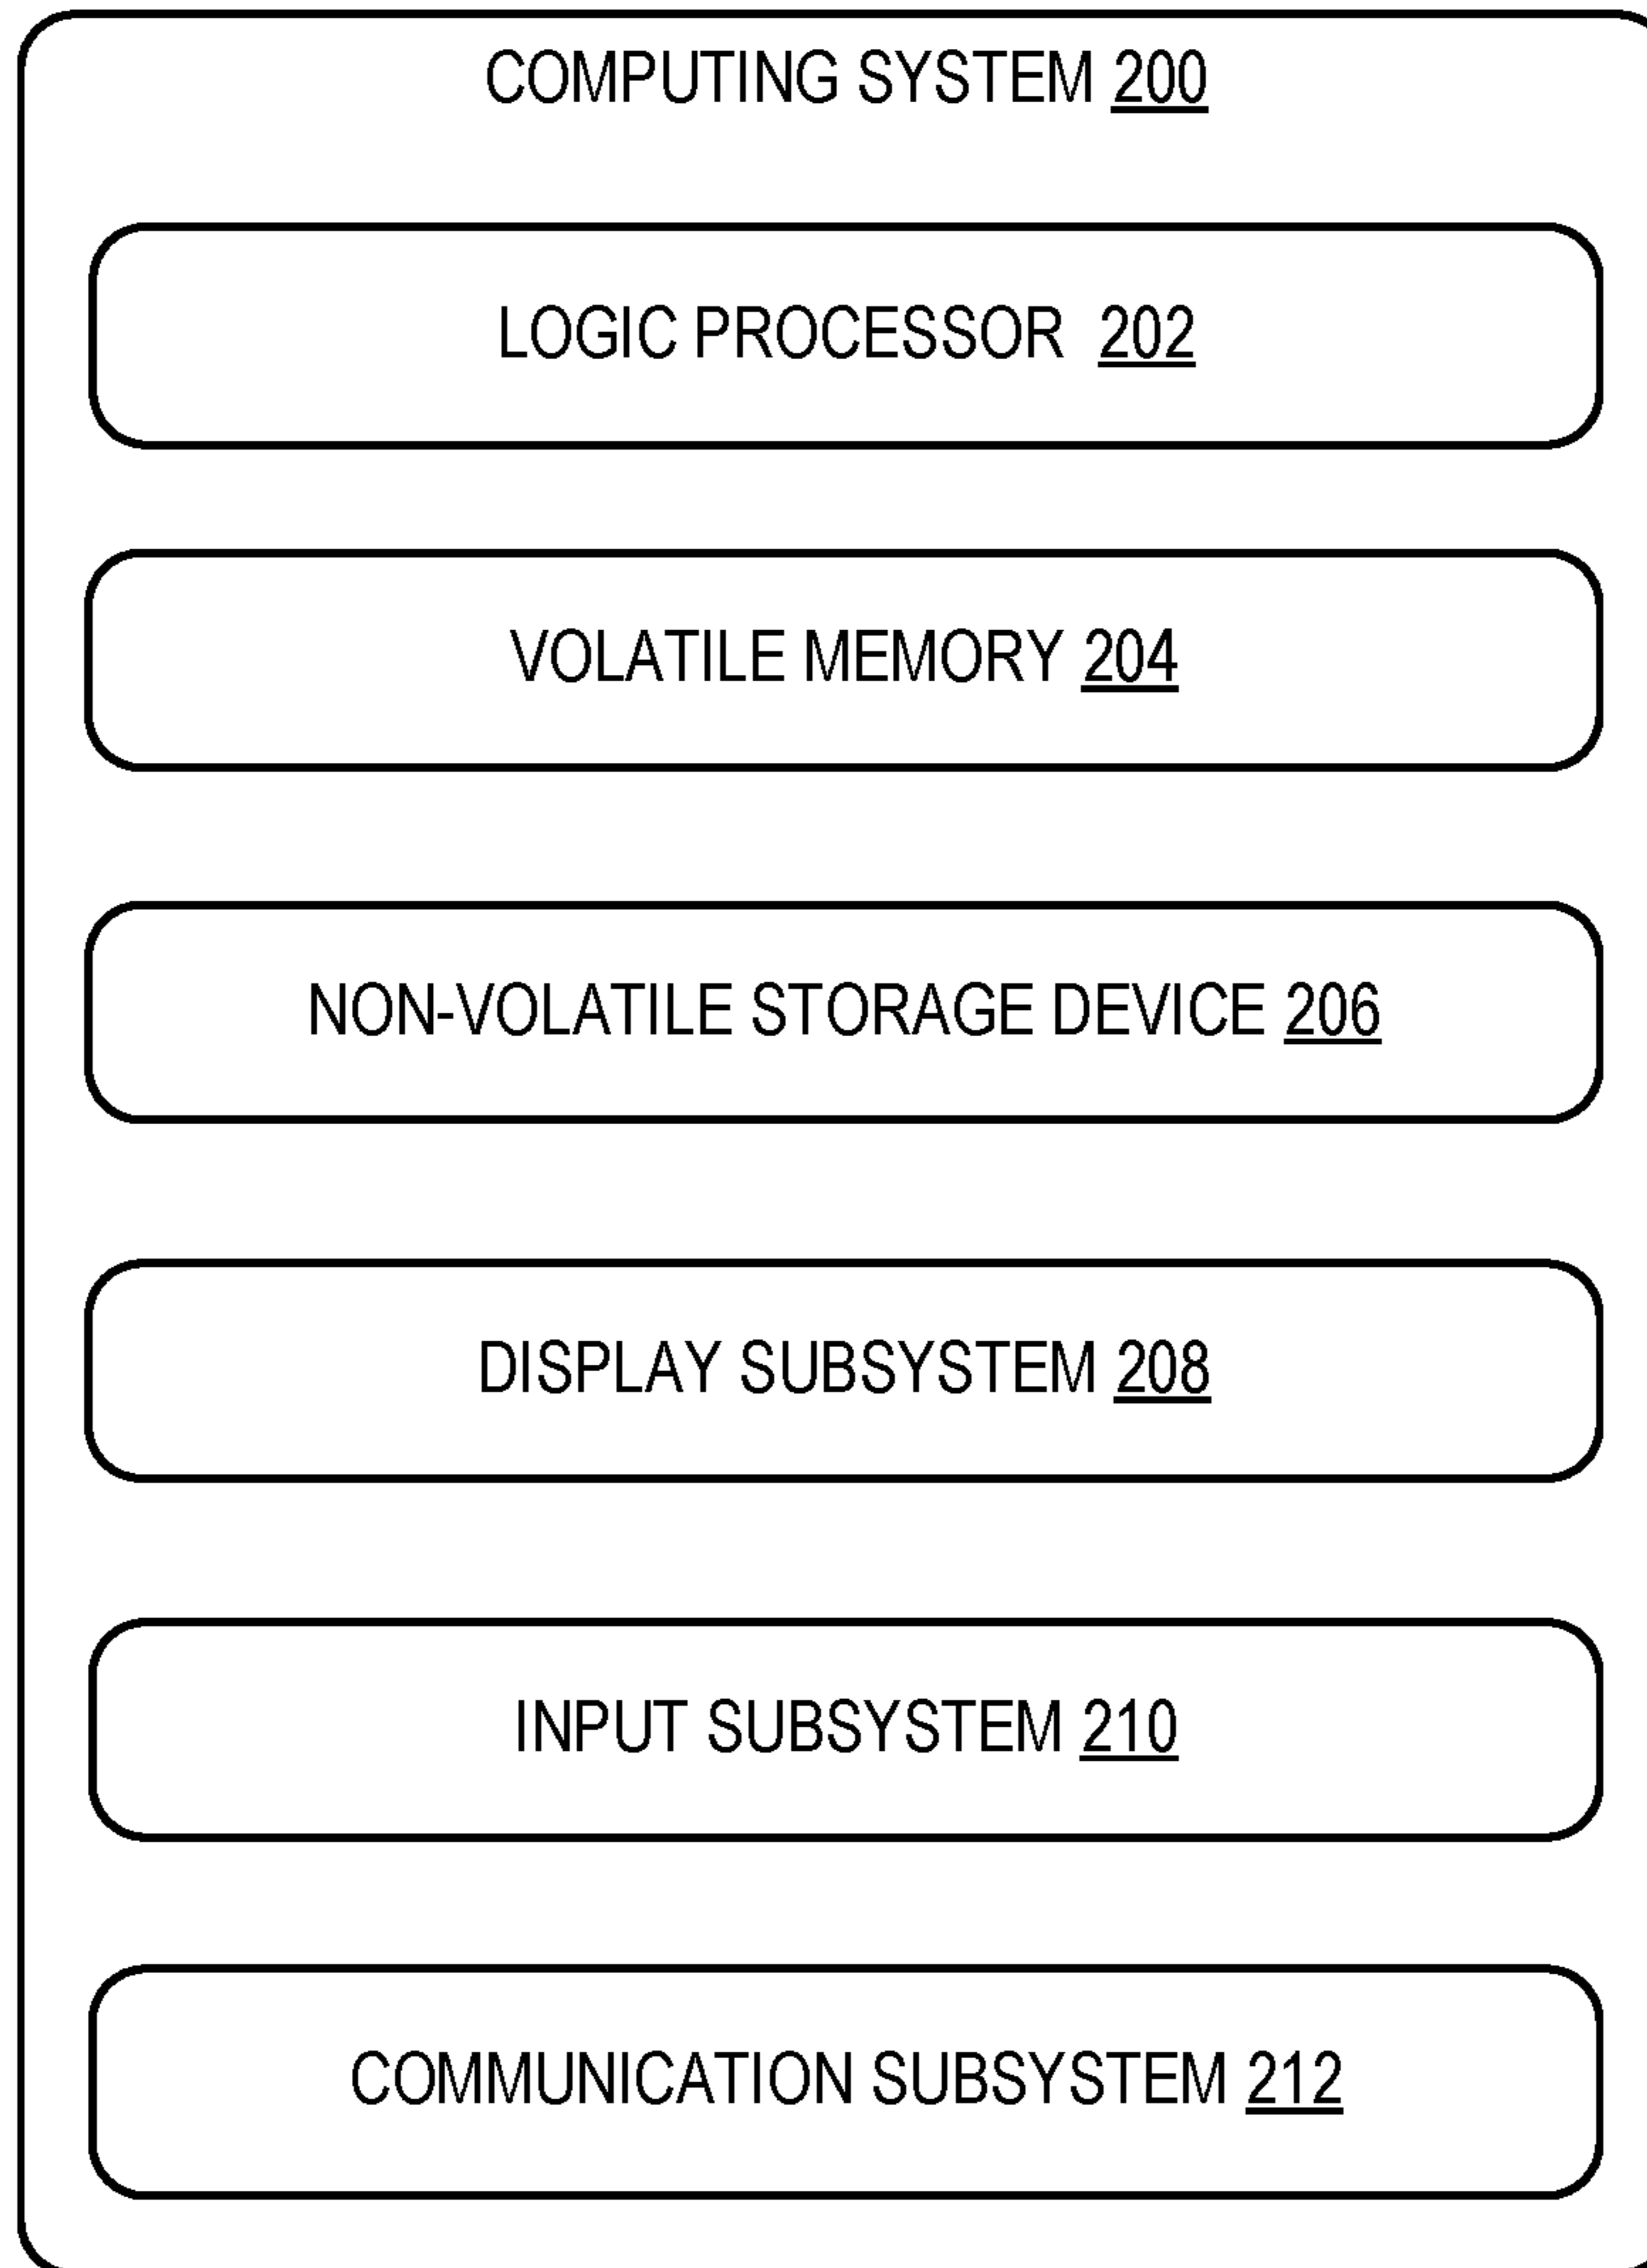 COMPUTING SYSTEM 200
LOGIC PROCESSOR 202
VOLATILE MEMORY 204
NON-VOLATILE STORAGE DEVICE 206
DISPLAY SUBSYSTEM 208
INPUT SUBSYSTEM 210
COMMUNICATION SUBSYSTEM 212